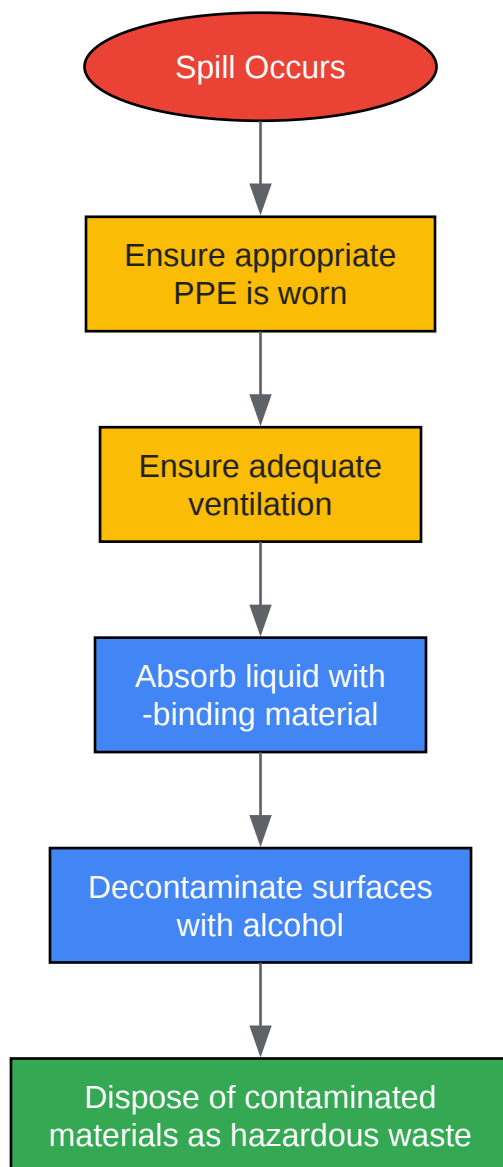 Spill Occurs
Ensure appropriate
PPE is worn
Ensure adequate
ventilation
Absorb liquid with
-binding material
Decontaminate surfaces
with alcohol
Dispose of contaminated
materials as hazardous waste